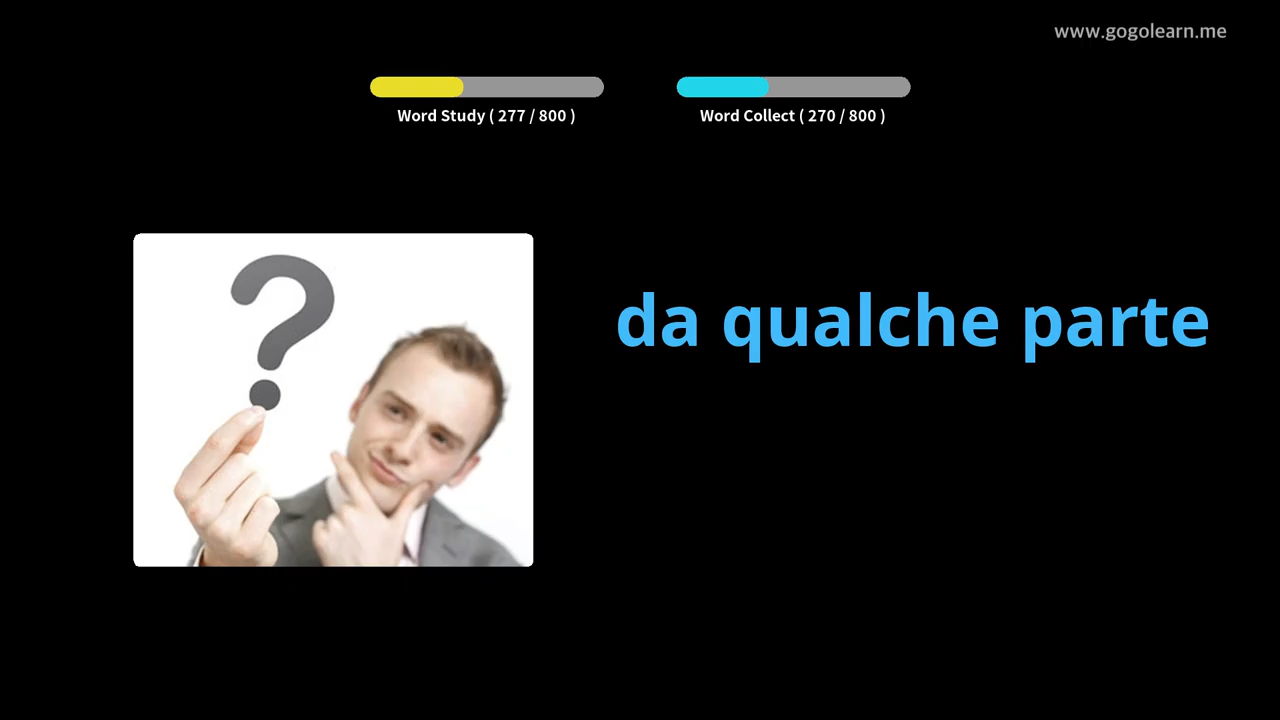 www.gogolearn.me
Word Study ( 277 / 800 )
Word Collect ( 270 / 800 )
?
da qualche parte